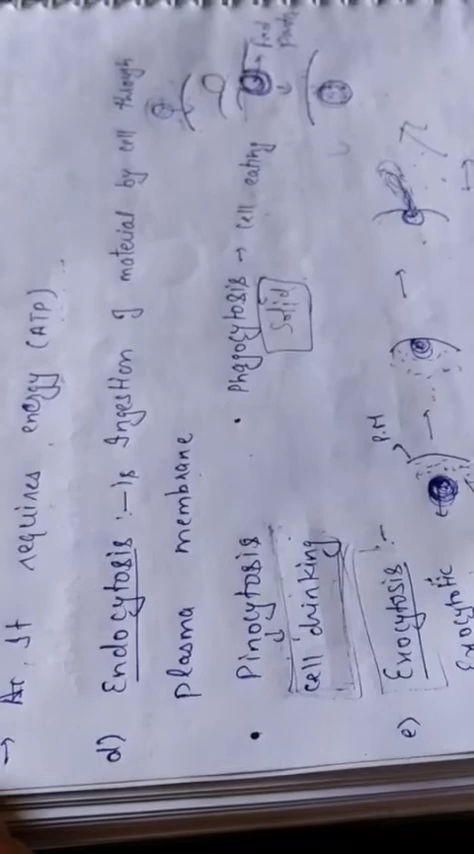 → At. It requires energy (ATP)
d) Endocytosis :- is Ingestion of material by cell through
plasma membrane
• Pinocytosis
cell drinking
• Phagocytosis → cell eating
Solid
e) Exocytosis :-
P.M
Exocytotic